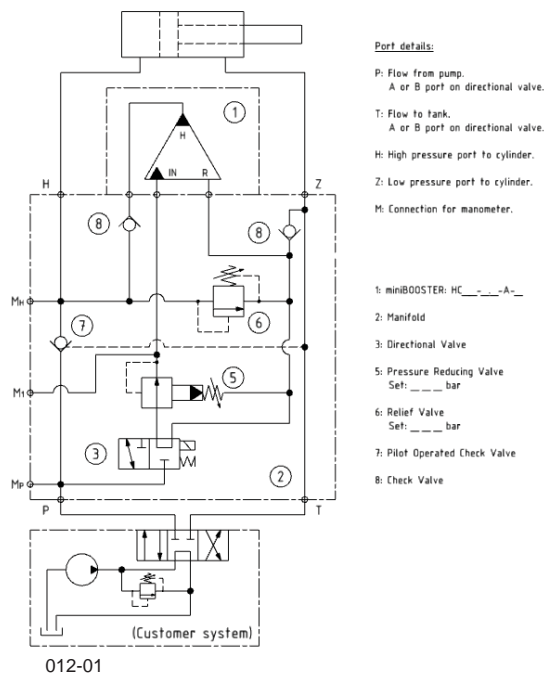 1
H
IN
R
H
Z
8
8
MH
6
7
M1
5
3
2
MP
P
T
(Customer system)
012-01
Port details:
P: Flow from pump.
A or B port on directional valve.
T: Flow to tank.
A or B port on directional valve.
H: High pressure port to cylinder.
Z: Low pressure port to cylinder.
M: Connection for manometer.
1: miniBOOSTER: HC___-_.__-A-__
2: Manifold
3: Directional Valve
5: Pressure Reducing Valve
Set: _ _ _ bar
6: Relief Valve
Set: _ _ _ bar
7: Pilot Operated Check Valve
8: Check Valve